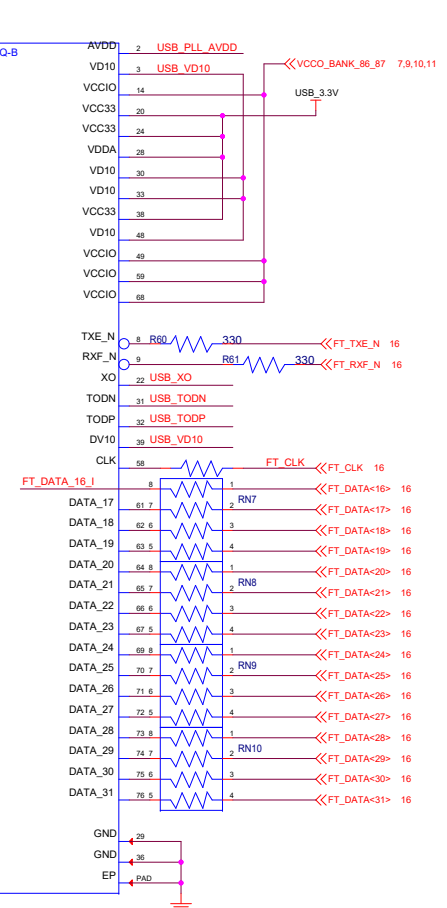 Q-B
AVDD 2 USB_PLL_AVDD
VD10 3 USB_VD10
VCCO_BANK_86_87 7,9,10,11
VCCIO 14
USB_3.3V
VCC33 20
VCC33 24
VDDA 28
VD10 30
VD10 33
VCC33 38
VD10 48
VCCIO 49
VCCIO 59
VCCIO 68
TXE_N 8 R60 330 FT_TXE_N 16
RXF_N 9 R61 330 FT_RXF_N 16
XO 22 USB_XO
TODN 31 USB_TODN
TODP 32 USB_TODP
DV10 39 USB_VD10
CLK 58 FT_CLK FT_CLK 16
FT_DATA_16_I 8 1 FT_DATA<16> 16
RN7
DATA_17 61 7 2 FT_DATA<17> 16
DATA_18 62 6 3 FT_DATA<18> 16
DATA_19 63 5 4 FT_DATA<19> 16
DATA_20 64 8 1 FT_DATA<20> 16
RN8
DATA_21 65 7 2 FT_DATA<21> 16
DATA_22 66 6 3 FT_DATA<22> 16
DATA_23 67 5 4 FT_DATA<23> 16
DATA_24 69 8 1 FT_DATA<24> 16
RN9
DATA_25 70 7 2 FT_DATA<25> 16
DATA_26 71 6 3 FT_DATA<26> 16
DATA_27 72 5 4 FT_DATA<27> 16
DATA_28 73 8 1 FT_DATA<28> 16
RN10
DATA_29 74 7 2 FT_DATA<29> 16
DATA_30 75 6 3 FT_DATA<30> 16
DATA_31 76 5 4 FT_DATA<31> 16
GND 29
GND 36
EP PAD